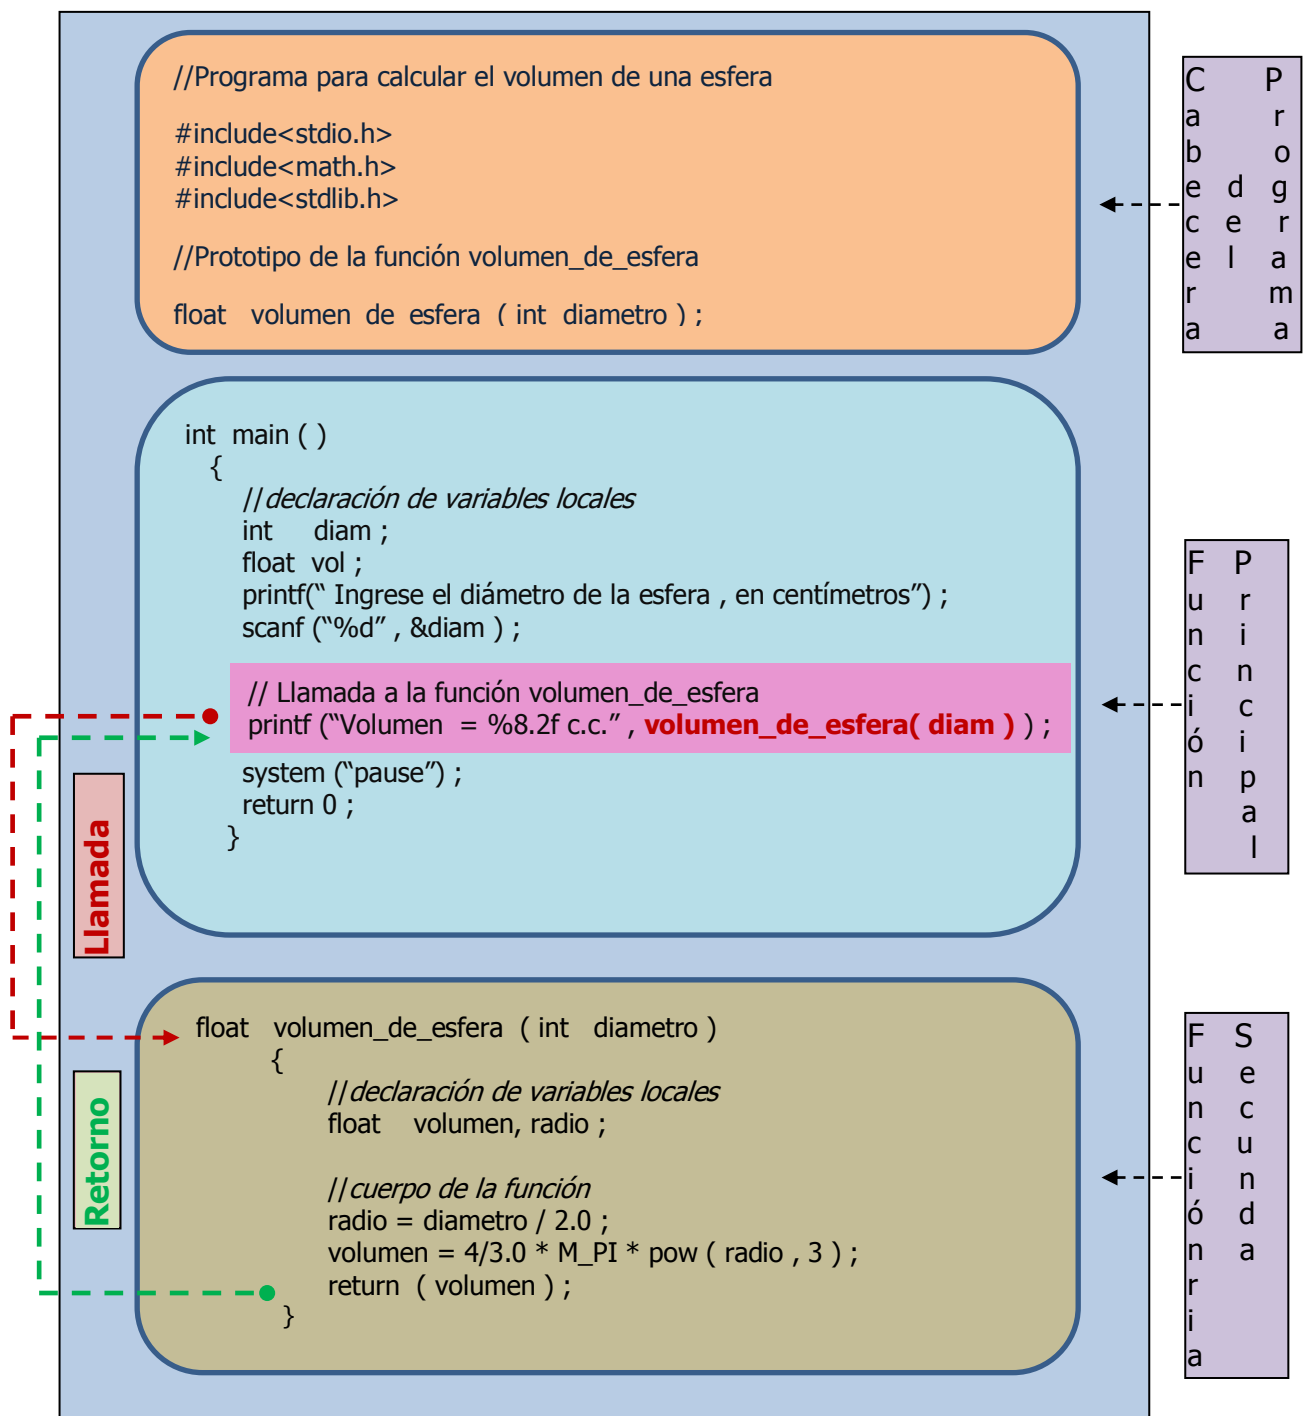 //Programa para calcular el volumen de una esfera
#include<stdio.h>
#include<math.h>
#include<stdlib.h>
//Prototipo de la función volumen_de_esfera
float volumen_de_esfera ( int diametro ) ;
Cabecera del Programa
int main ( )
{
//declaración de variables locales
int diam ;
float vol ;
printf(“ Ingrese el diámetro de la esfera , en centímetros”) ;
scanf (“%d” , &diam ) ;
// Llamada a la función volumen_de_esfera
printf (“Volumen = %8.2f c.c.” , volumen_de_esfera( diam ) ) ;
system (“pause”) ;
return 0 ;
}
Función Principal
Llamada
float volumen_de_esfera ( int diametro )
{
//declaración de variables locales
float volumen, radio ;
//cuerpo de la función
radio = diametro / 2.0 ;
volumen = 4/3.0 * M_PI * pow ( radio , 3 ) ;
return ( volumen ) ;
}
Retorno
Función Secundaria